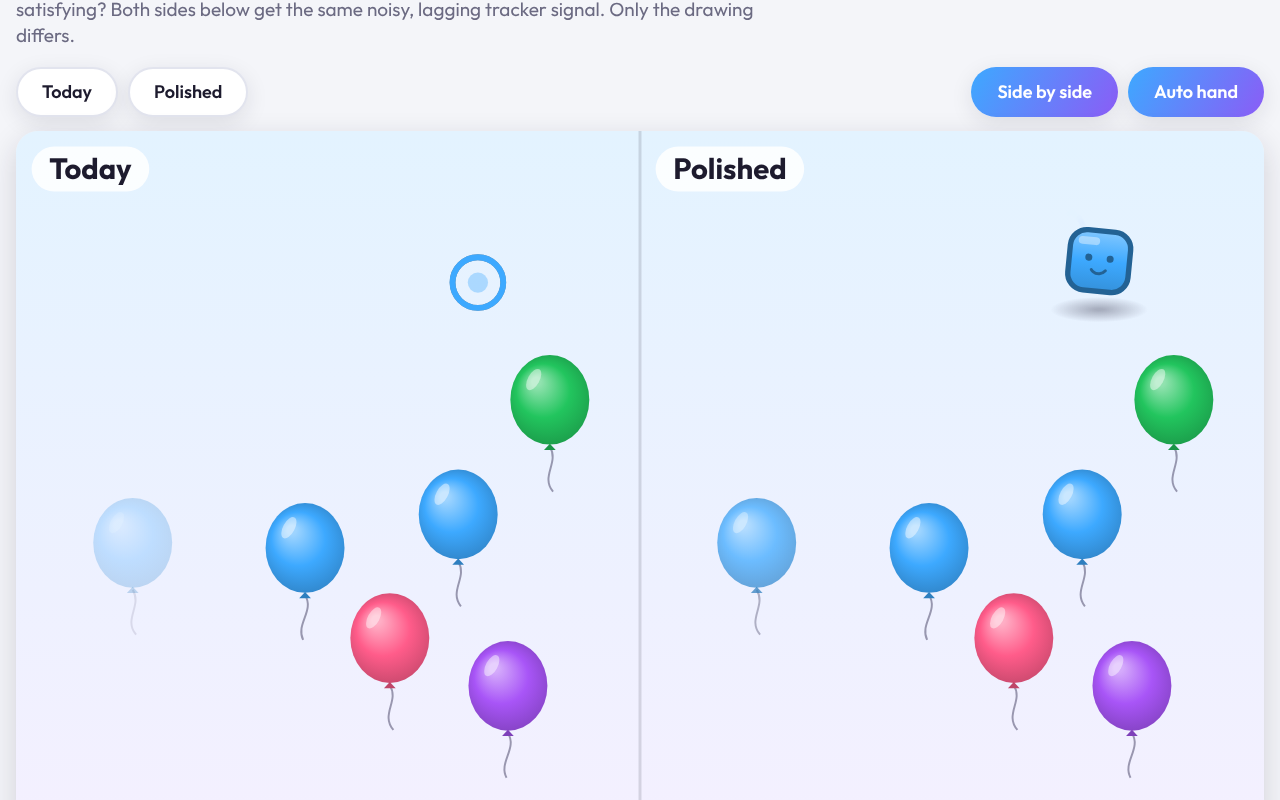 satisfying? Both sides below get the same noisy, lagging tracker signal. Only the drawing
differs.
Today
Polished
Side by side
Auto hand
Today
Polished